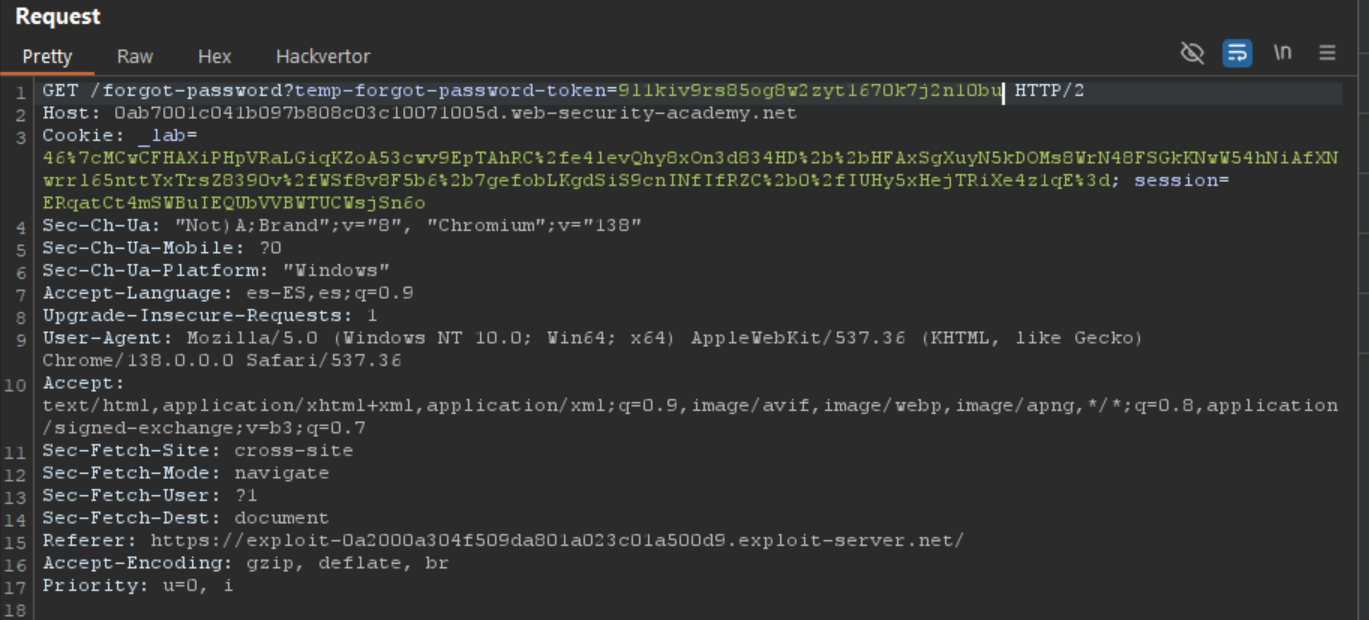 Request
Pretty Raw Hex Hackvertor \n
1 GET /forgot-password?temp-forgot-password-token=9l1kiv9rs85og8w2zyt1670k7j2n10bu HTTP/2
2 Host: 0ab7001c041b097b808c03c10071005d.web-security-academy.net
3 Cookie: _lab=
46%7cMCwCFHAXiPHpVRaLGiqKZoA53cwv9EpTAhRC%2fe4levQhy8xOn3d834HD%2b%2bHFAxSgXuyN5kDOMs8WrN48FSGkKNwW54hNiAfXN
wrrl65nttYxTrsZ8390v%2fWSf8v8F5b6%2b7gefobLKgdSiS9cnINfIfRZC%2b0%2fIUHy5xHejTRiXe4z1qE%3d; session=
ERqatCt4mSWBuIEQUbVVBWTUCWsjSn6o
4 Sec-Ch-Ua: "Not)A;Brand";v="8", "Chromium";v="138"
5 Sec-Ch-Ua-Mobile: ?0
6 Sec-Ch-Ua-Platform: "Windows"
7 Accept-Language: es-ES,es;q=0.9
8 Upgrade-Insecure-Requests: 1
9 User-Agent: Mozilla/5.0 (Windows NT 10.0; Win64; x64) AppleWebKit/537.36 (KHTML, like Gecko)
Chrome/138.0.0.0 Safari/537.36
10 Accept:
text/html,application/xhtml+xml,application/xml;q=0.9,image/avif,image/webp,image/apng,*/*;q=0.8,application
/signed-exchange;v=b3;q=0.7
11 Sec-Fetch-Site: cross-site
12 Sec-Fetch-Mode: navigate
13 Sec-Fetch-User: ?1
14 Sec-Fetch-Dest: document
15 Referer: https://exploit-0a2000a304f509da801a023c01a500d9.exploit-server.net/
16 Accept-Encoding: gzip, deflate, br
17 Priority: u=0, i
18